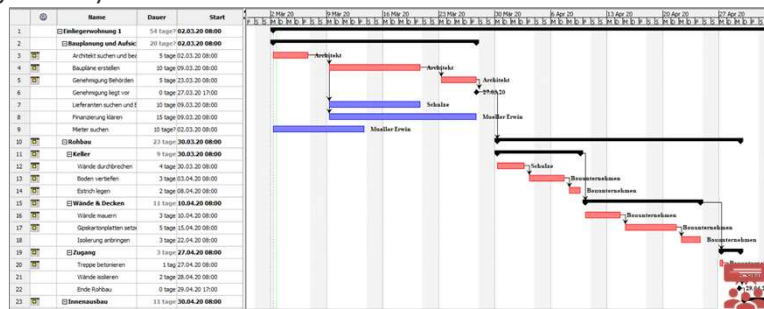 Name Dauer Start
2 Mär 20 9 Mär 20 16 Mär 20 23 Mär 20 30 Mär 20 6 Apr 20 13 Apr 20 20 Apr 20 27 Apr 20
F S S M D M D F S S M D M D F S S M D M D F S S M D M D F S S M D M D F S S M D M D F S S M D M D F S S M D M D F S S M D M D F
1 Einliegerwohnung 1 54 tage? 02.03.20 08:00
2 Bauplanung und Aufsic 20 tage? 02.03.20 08:00
3 Architekt suchen und bea 5 tage 02.03.20 08:00 Architekt
4 Baupläne erstellen 10 tage 09.03.20 08:00 Architekt
5 Genehmigung Behörden 5 tage 23.03.20 08:00 Architekt
6 Genehmigung liegt vor 0 tage 27.03.20 17:00 27.03.20
7 Lieferanten suchen und E 10 tage 09.03.20 08:00 Schulze
8 Finanzierung klären 15 tage 09.03.20 08:00 Mueller Erwin
9 Mieter suchen 10 tage? 02.03.20 08:00 Mueller Erwin
10 Rohbau 23 tage 30.03.20 08:00
11 Keller 9 tage 30.03.20 08:00
12 Wände durchbrechen 4 tage 30.03.20 08:00 Schulze
13 Boden vertiefen 3 tage 03.04.20 08:00 Bauunternehmen
14 Estrich legen 2 tage 08.04.20 08:00 Bauunternehmen
15 Wände & Decken 11 tage 10.04.20 08:00
16 Wände mauern 3 tage 10.04.20 08:00 Bauunternehmen
17 Gipskartonplatten setze 5 tage 15.04.20 08:00 Bauunternehmen
18 Isolierung anbringen 3 tage 22.04.20 08:00 Bauunternehmen
19 Zugang 3 tage 27.04.20 08:00
20 Treppe betonieren 1 tag 27.04.20 08:00
21 Wände isolieren 2 tage 28.04.20 08:00
22 Ende Rohbau 0 tage 29.04.20 17:00
23 Innenausbau 11 tage 30.04.20 08:00